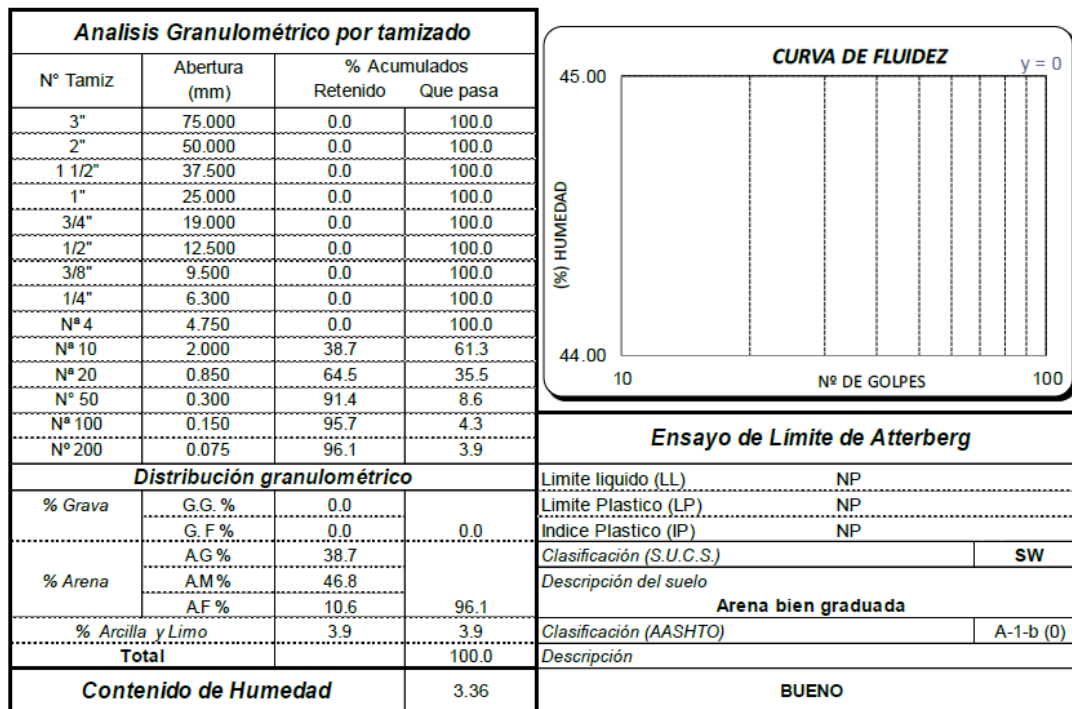 Analisis Granulométrico por tamizado
N° Tamiz Abertura (mm) % Acumulados
Retenido Que pasa
3" 75.000 0.0 100.0
2" 50.000 0.0 100.0
1 1/2" 37.500 0.0 100.0
1" 25.000 0.0 100.0
3/4" 19.000 0.0 100.0
1/2" 12.500 0.0 100.0
3/8" 9.500 0.0 100.0
1/4" 6.300 0.0 100.0
Nª 4 4.750 0.0 100.0
Nª 10 2.000 38.7 61.3
Nª 20 0.850 64.5 35.5
N° 50 0.300 91.4 8.6
Nª 100 0.150 95.7 4.3
Nº 200 0.075 96.1 3.9
Distribución granulométrico
% Grava G.G. % 0.0
G. F % 0.0 0.0
A.G % 38.7
% Arena A.M % 46.8
A.F % 10.6 96.1
% Arcilla y Limo 3.9 3.9
Total 100.0
Contenido de Humedad 3.36
CURVA DE FLUIDEZ
y = 0
45.00
(%) HUMEDAD
44.00
10 Nº DE GOLPES 100
Ensayo de Límite de Atterberg
Limite liquido (LL) NP
Limite Plastico (LP) NP
Indice Plastico (IP) NP
Clasificación (S.U.C.S.) SW
Descripción del suelo
Arena bien graduada
Clasificación (AASHTO) A-1-b (0)
Descripción
BUENO